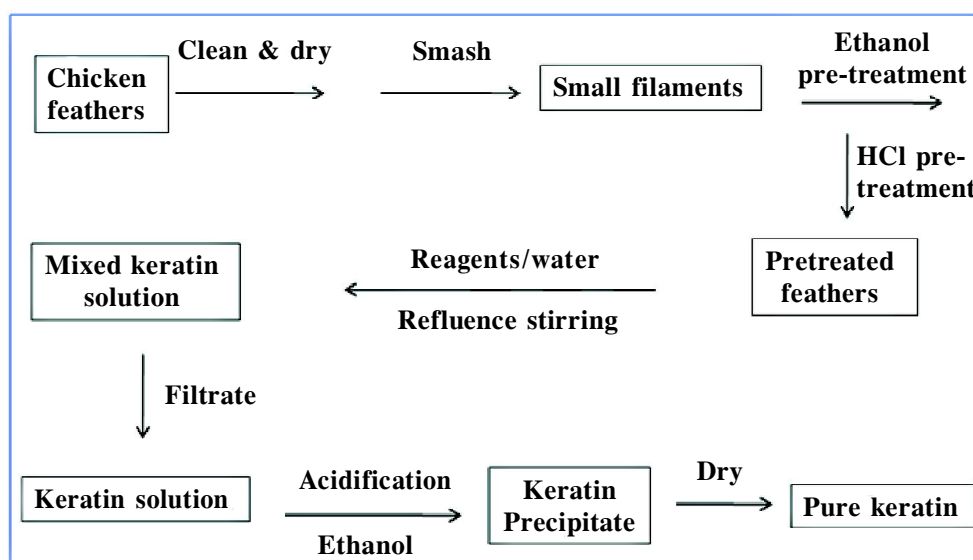 Chicken
feathers
Clean & dry
Smash
Small filaments
Ethanol
pre-treatment
HCl pre-
treatment
Pretreated
feathers
Reagents/water
Refluence stirring
Mixed keratin
solution
Filtrate
Keratin solution
Acidification
Ethanol
Keratin
Precipitate
Dry
Pure keratin